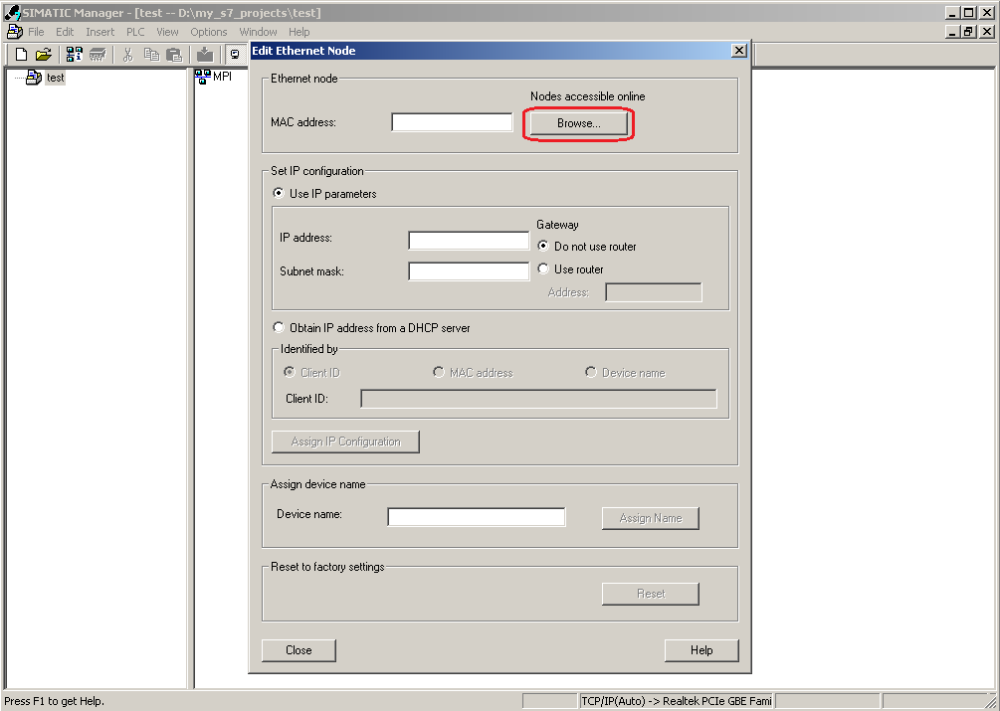 SIMATIC Manager - [test -- D:\my_s7_projects\test]
File Edit Insert PLC View Options Window Help
Edit Ethernet Node
test
MPI
Ethernet node
Nodes accessible online
MAC address:
Browse...
Set IP configuration
Use IP parameters
Gateway
IP address:
Do not use router
Subnet mask:
Use router
Address:
Obtain IP address from a DHCP server
Identified by
Client ID MAC address Device name
Client ID:
Assign IP Configuration
Assign device name
Device name:
Assign Name
Reset to factory settings
Reset
Close Help
Press F1 to get Help.
TCP/IP(Auto) -> Realtek PCIe GBE Fami